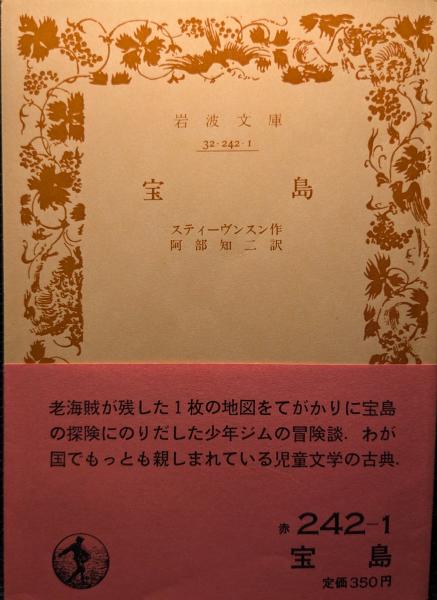 岩波文庫
32-242-1
宝島
スティーヴンスン作
阿部知二訳
老海賊が残した1枚の地図をてがかりに宝島
の探険にのりだした少年ジムの冒険談．わが
国でもっとも親しまれている児童文学の古典．
赤 242-1
宝島
定価350円